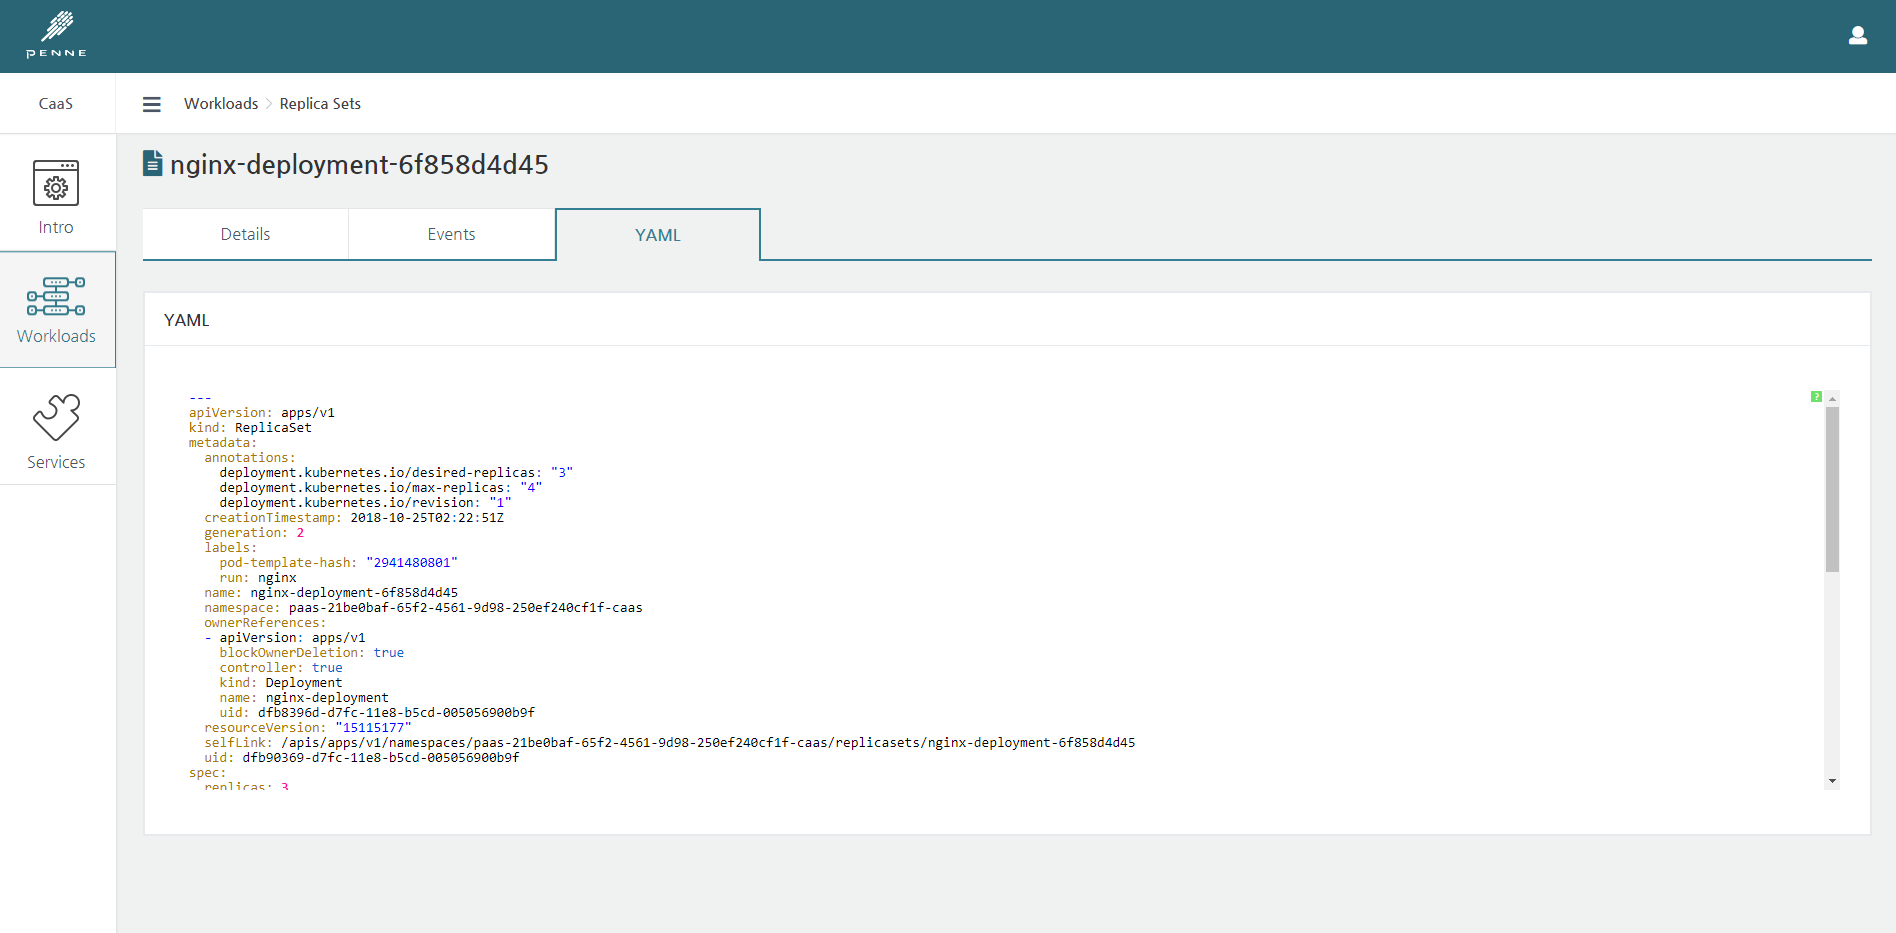 PENNE
CaaS
Workloads > Replica Sets
Intro
Workloads
Services
nginx-deployment-6f858d4d45
Details
Events
YAML
YAML
---
apiVersion: apps/v1
kind: ReplicaSet
metadata:
  annotations:
    deployment.kubernetes.io/desired-replicas: "3"
    deployment.kubernetes.io/max-replicas: "4"
    deployment.kubernetes.io/revision: "1"
  creationTimestamp: 2018-10-25T02:22:51Z
  generation: 2
  labels:
    pod-template-hash: "2941480801"
    run: nginx
  name: nginx-deployment-6f858d4d45
  namespace: paas-21be0baf-65f2-4561-9d98-250ef240cf1f-caas
  ownerReferences:
  - apiVersion: apps/v1
    blockOwnerDeletion: true
    controller: true
    kind: Deployment
    name: nginx-deployment
    uid: dfb8396d-d7fc-11e8-b5cd-005056900b9f
  resourceVersion: "15115177"
  selfLink: /apis/apps/v1/namespaces/paas-21be0baf-65f2-4561-9d98-250ef240cf1f-caas/replicasets/nginx-deployment-6f858d4d45
  uid: dfb90369-d7fc-11e8-b5cd-005056900b9f
spec:
  replicas: 3
?